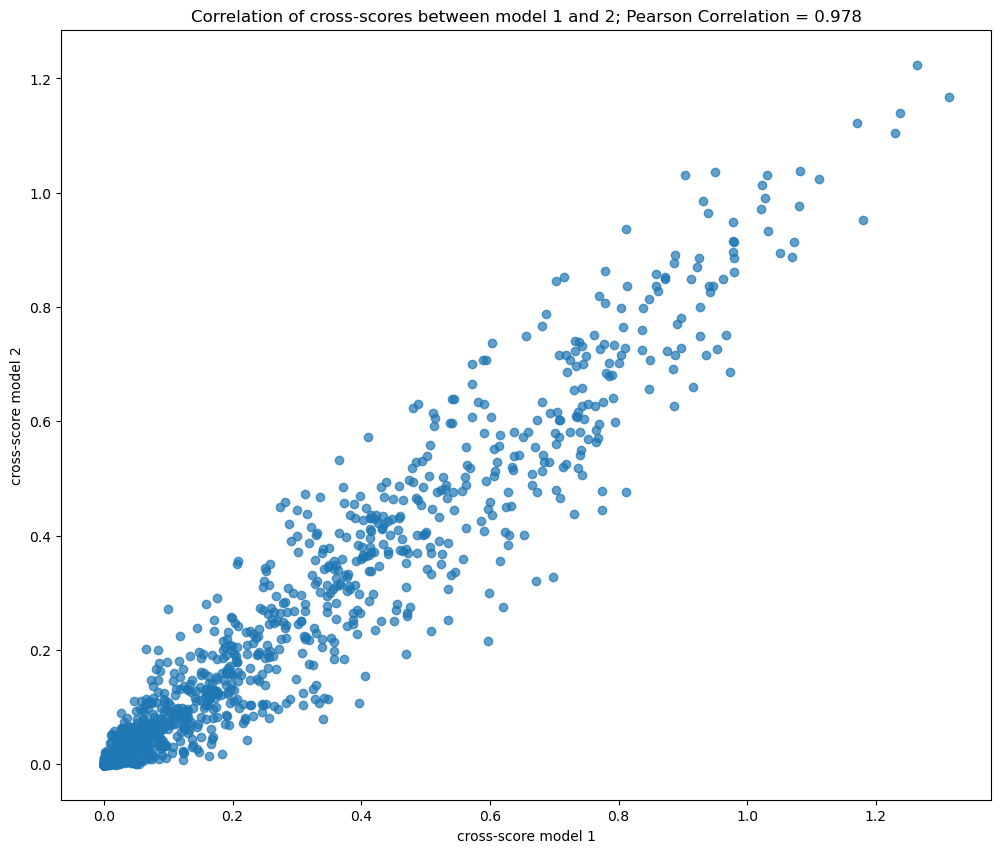 Correlation of cross-scores between model 1 and 2; Pearson Correlation = 0.978
cross-score model 2
1.2
1.0
0.8
0.6
0.4
0.2
0.0
0.0 0.2 0.4 0.6 0.8 1.0 1.2
cross-score model 1